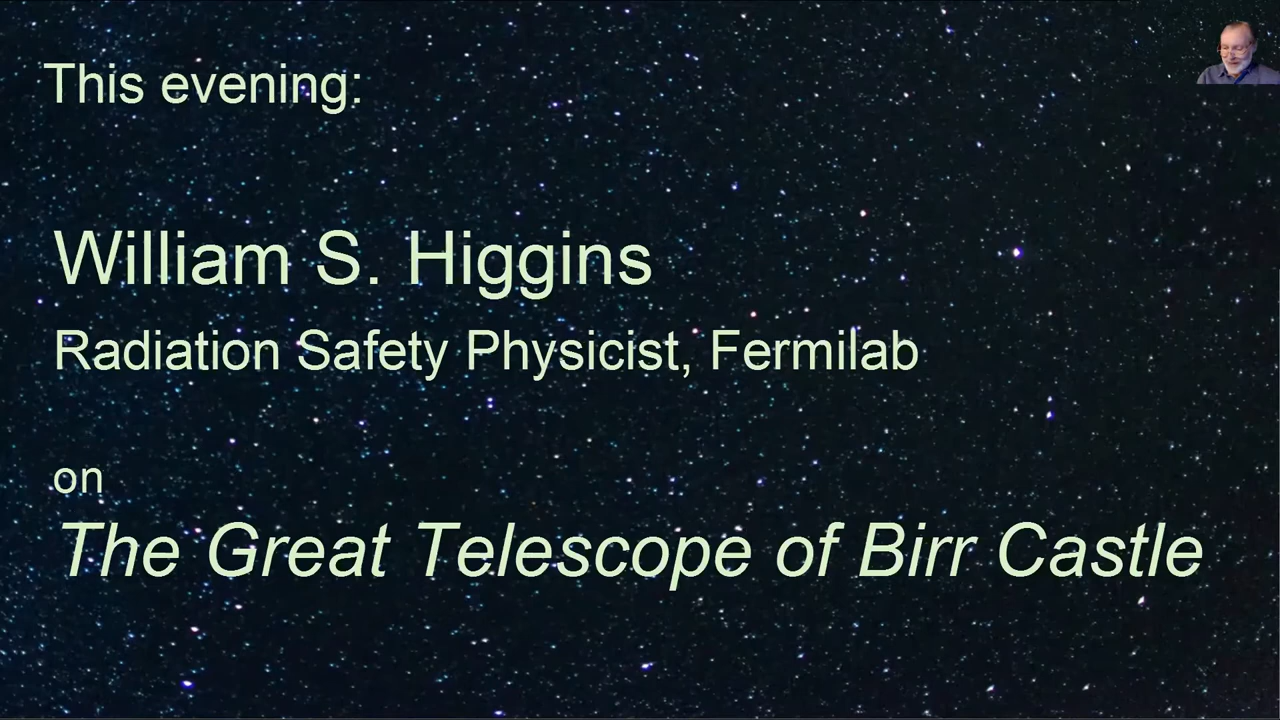 This evening:
William S. Higgins
Radiation Safety Physicist, Fermilab
on
The Great Telescope of Birr Castle